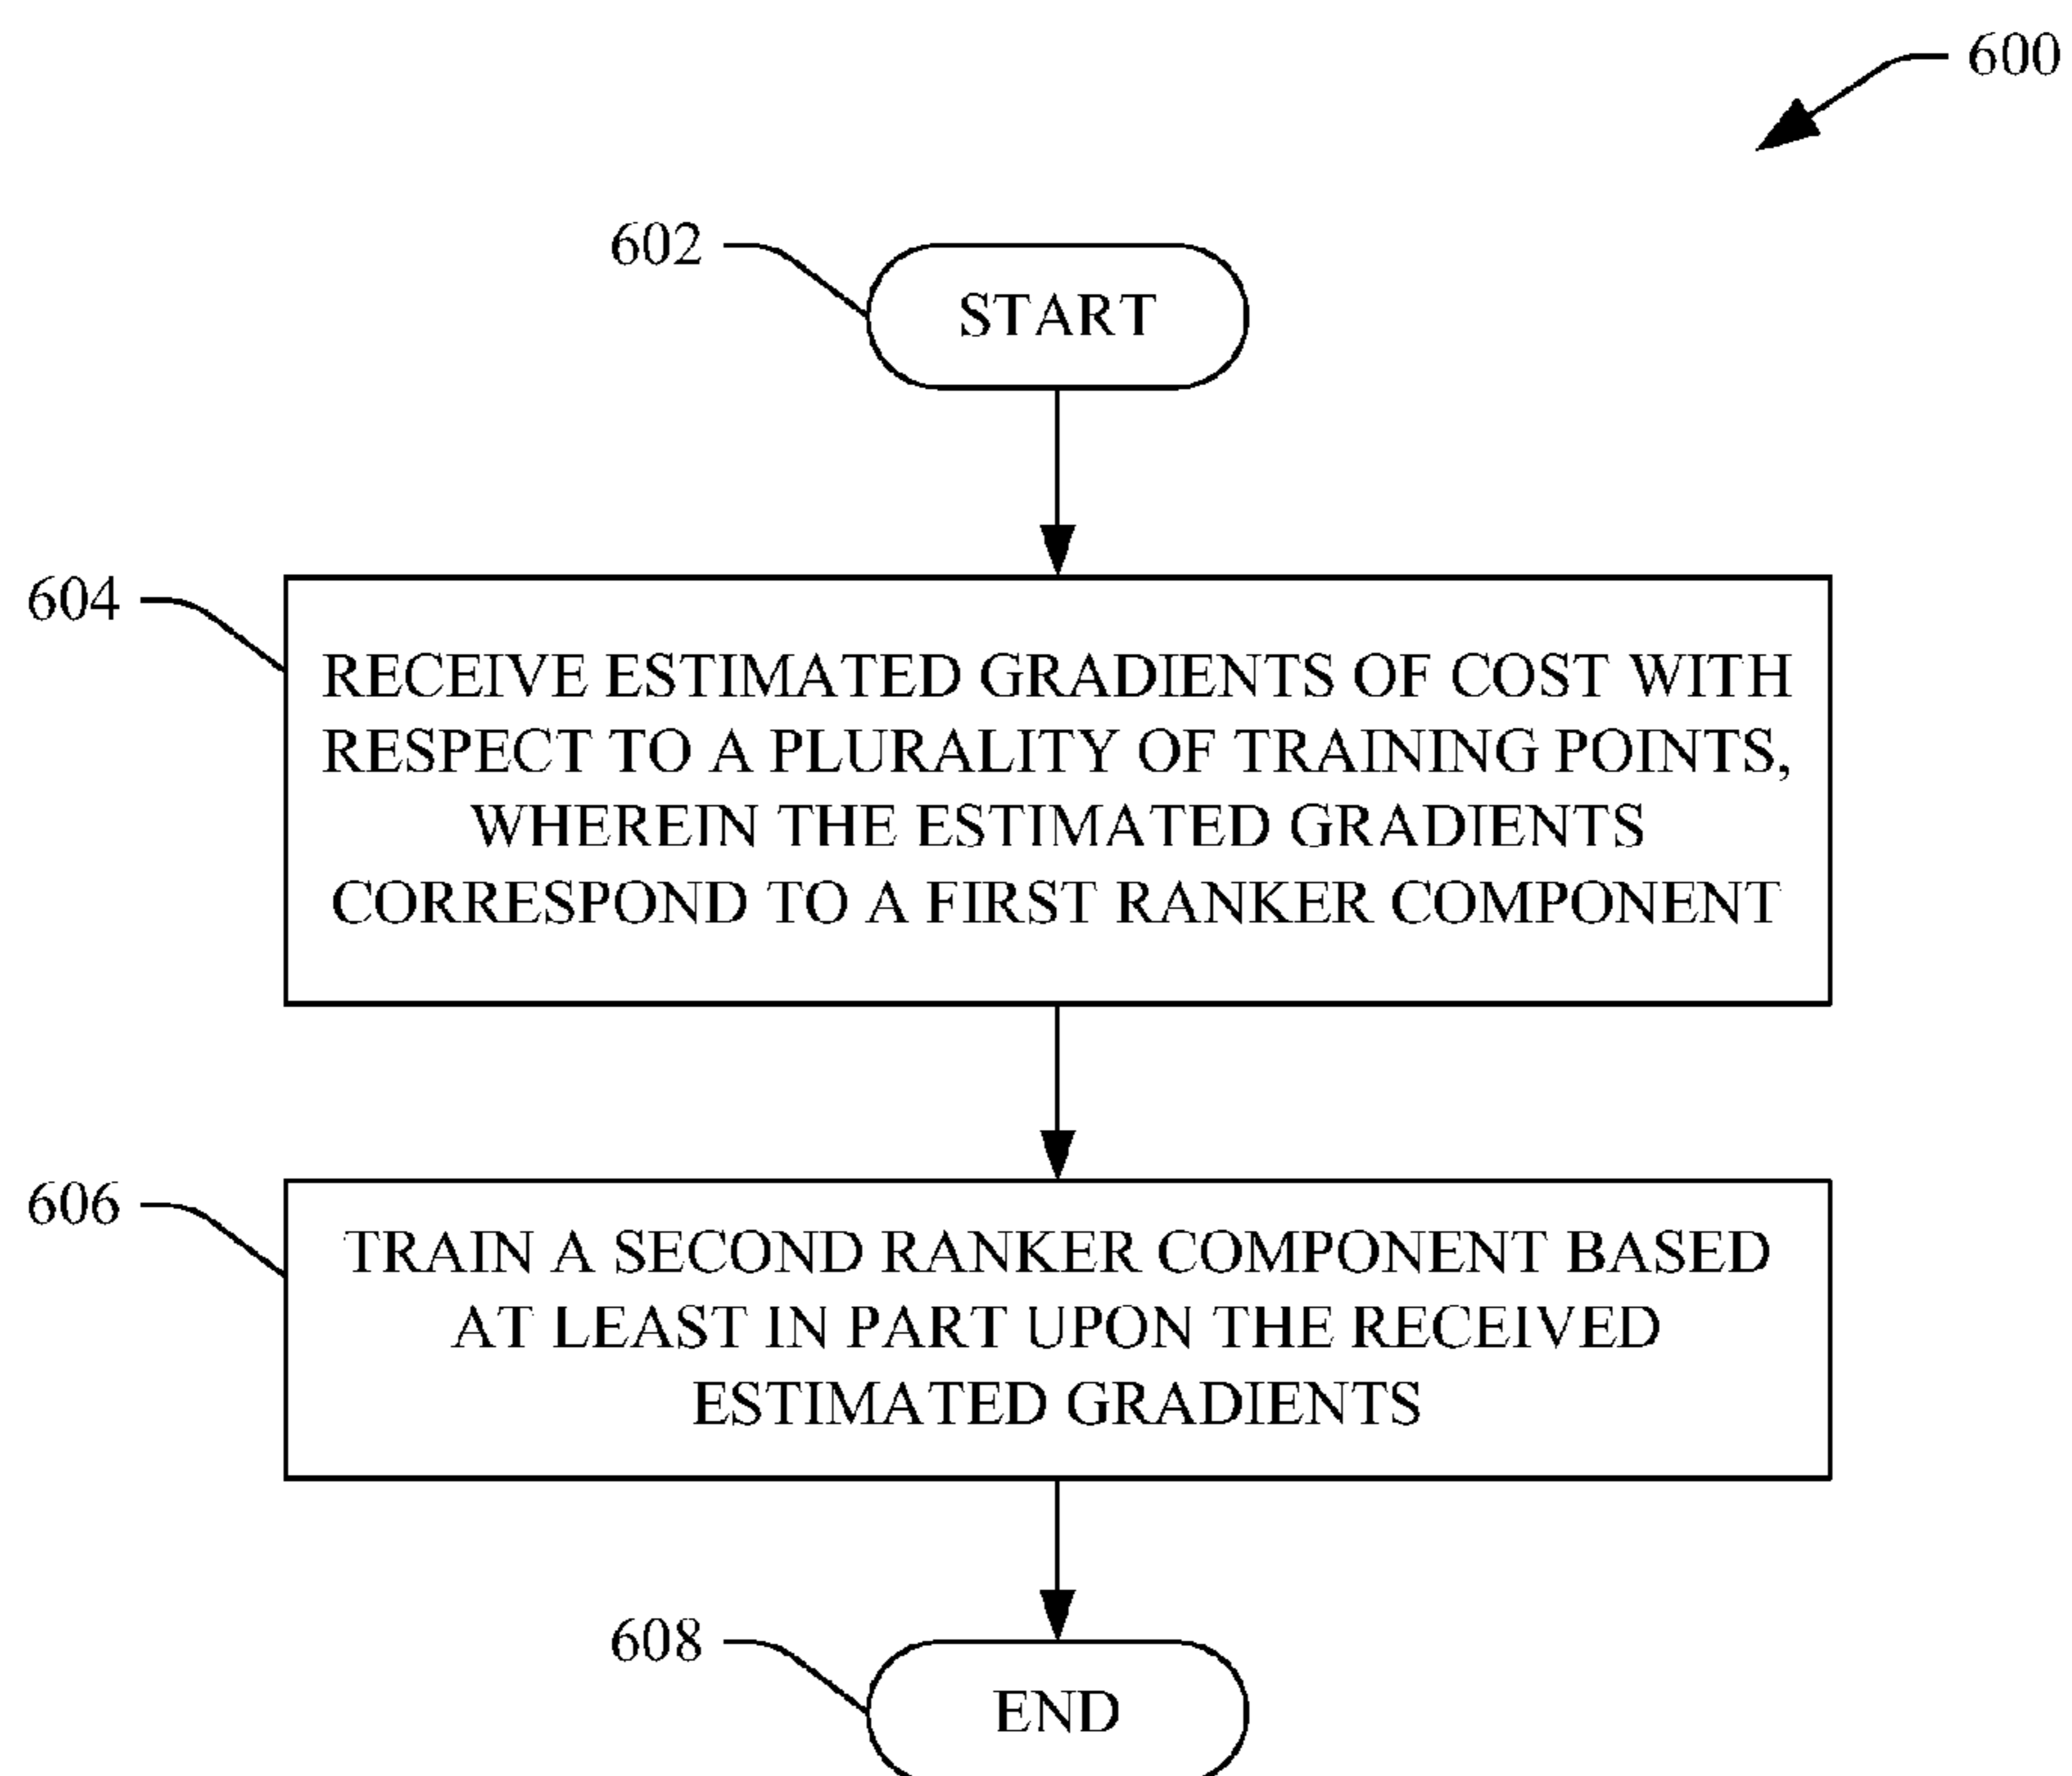 600
602
START
604
RECEIVE ESTIMATED GRADIENTS OF COST WITH
RESPECT TO A PLURALITY OF TRAINING POINTS,
WHEREIN THE ESTIMATED GRADIENTS
CORRESPOND TO A FIRST RANKER COMPONENT
606
TRAIN A SECOND RANKER COMPONENT BASED
AT LEAST IN PART UPON THE RECEIVED
ESTIMATED GRADIENTS
608
END